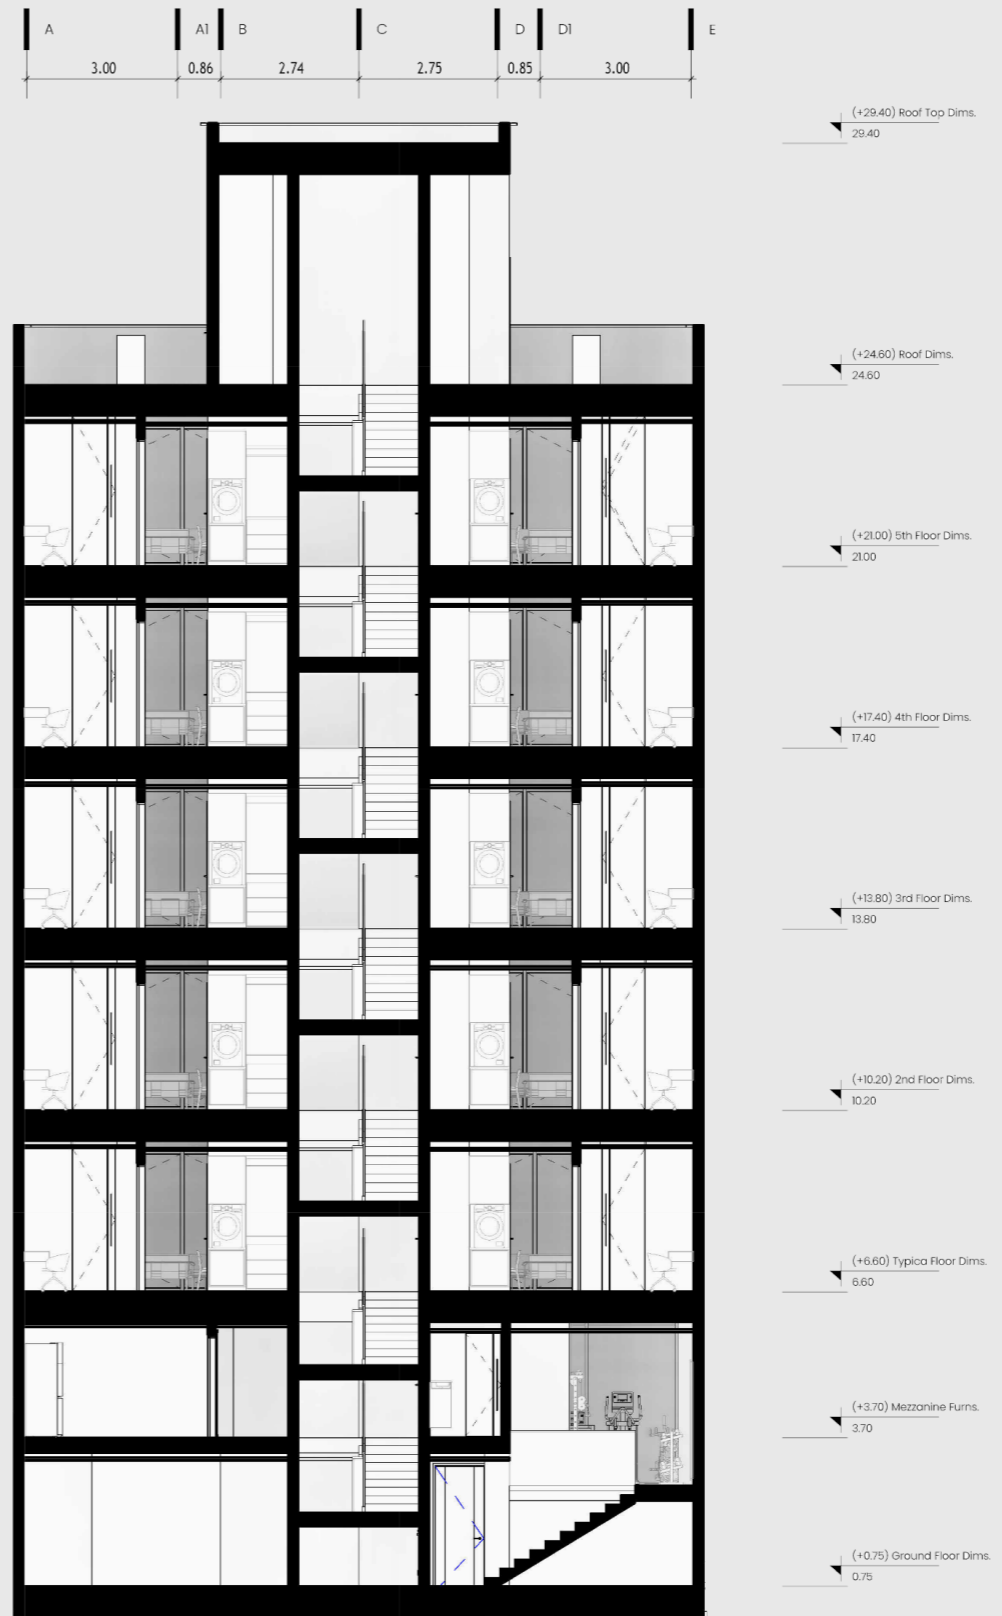 A A1 B C D D1 E
3.00 0.86 2.74 2.75 0.85 3.00
(+29.40) Roof Top Dims.
29.40
(+24.60) Roof Dims.
24.60
(+21.00) 5th Floor Dims.
21.00
(+17.40) 4th Floor Dims.
17.40
(+13.80) 3rd Floor Dims.
13.80
(+10.20) 2nd Floor Dims.
10.20
(+6.60) Typica Floor Dims.
6.60
(+3.70) Mezzanine Furns.
3.70
(+0.75) Ground Floor Dims.
0.75